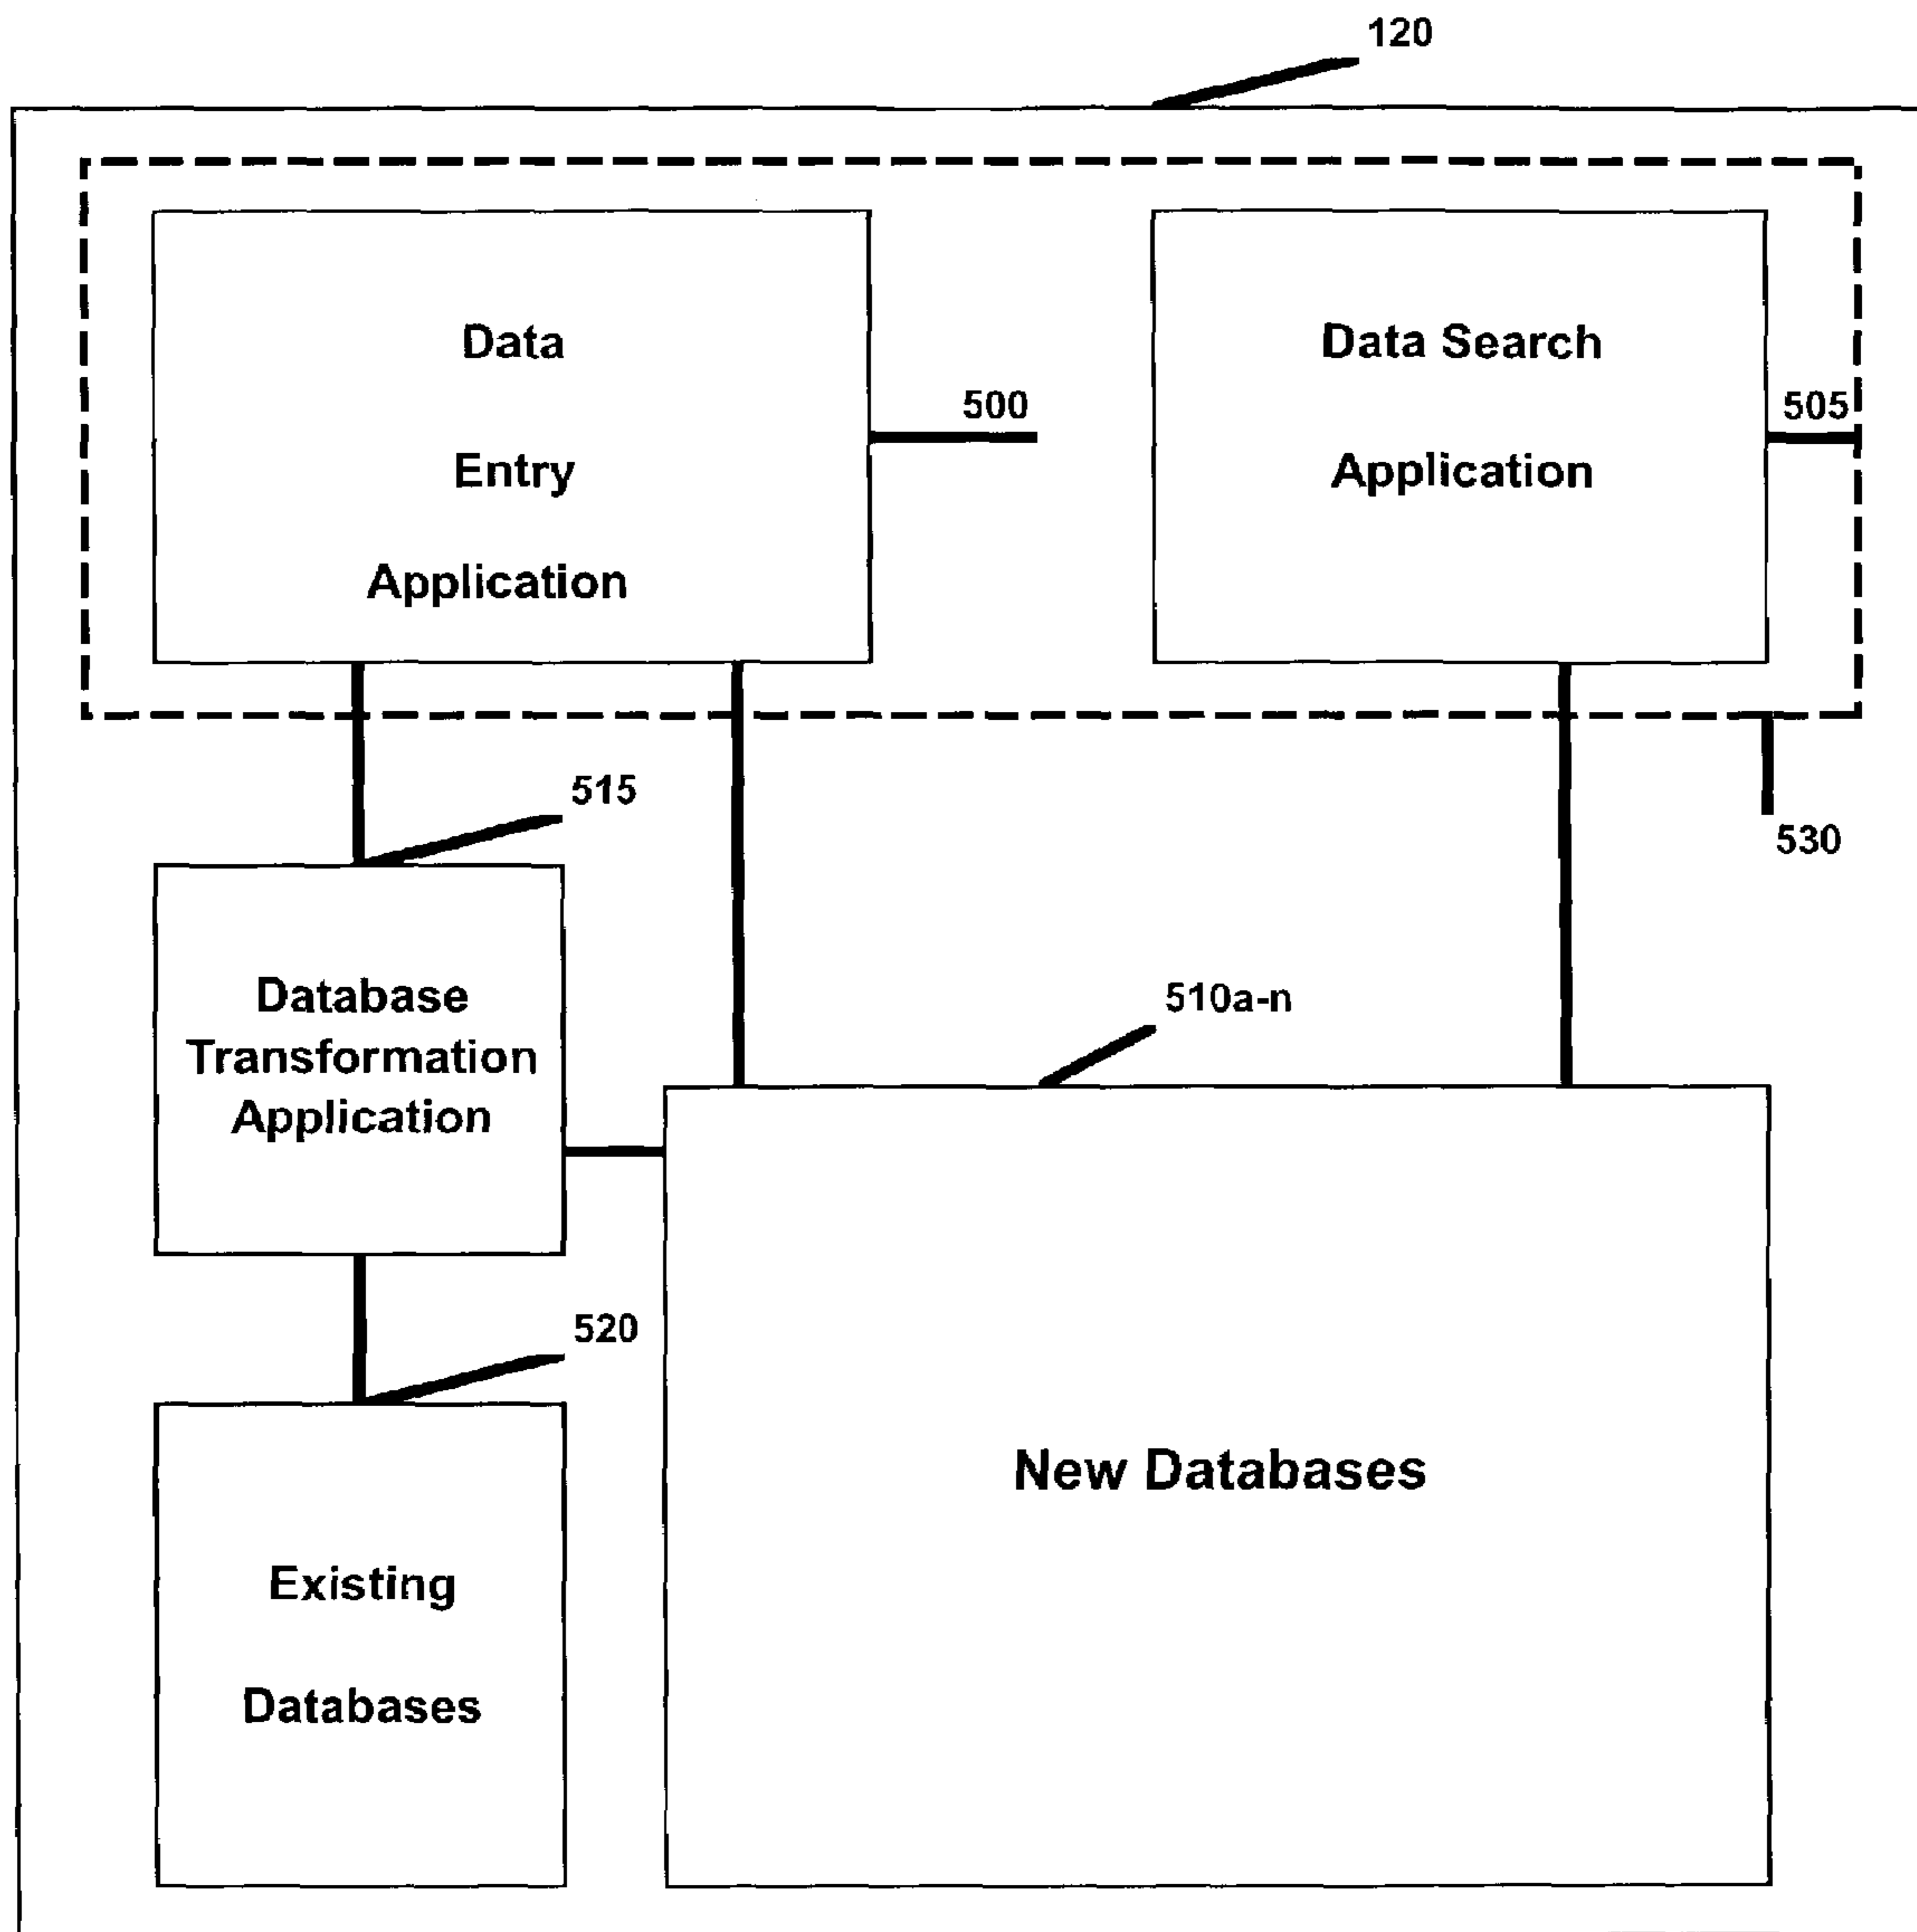 120
Data
Entry
Application
500
Data Search
Application
505
515
530
Database
Transformation
Application
510a-n
520
New Databases
Existing
Databases